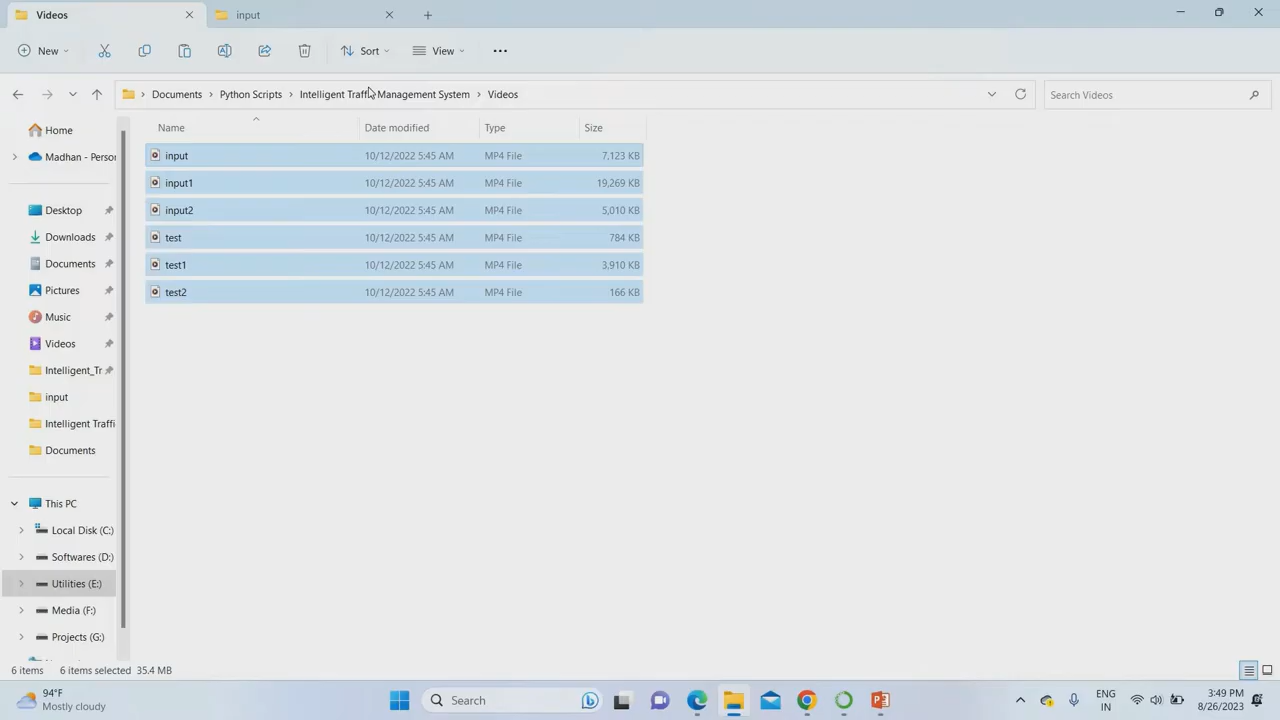 Videos
input
New
Sort
View
Documents > Python Scripts > Intelligent Traffic Management System > Videos
Search Videos
Name
Date modified
Type
Size
input 10/12/2022 5:45 AM MP4 File 7,123 KB
input1 10/12/2022 5:45 AM MP4 File 19,269 KB
input2 10/12/2022 5:45 AM MP4 File 5,010 KB
test 10/12/2022 5:45 AM MP4 File 784 KB
test1 10/12/2022 5:45 AM MP4 File 3,910 KB
test2 10/12/2022 5:45 AM MP4 File 166 KB
Home
Madhan - Persor
Desktop
Downloads
Documents
Pictures
Music
Videos
Intelligent_Tr
input
Intelligent Traffi
Documents
This PC
Local Disk (C:)
Softwares (D:)
Utilities (E:)
Media (F:)
Projects (G:)
6 items 6 items selected 35.4 MB
94°F
Mostly cloudy
Search
ENG
IN
3:49 PM
8/26/2023